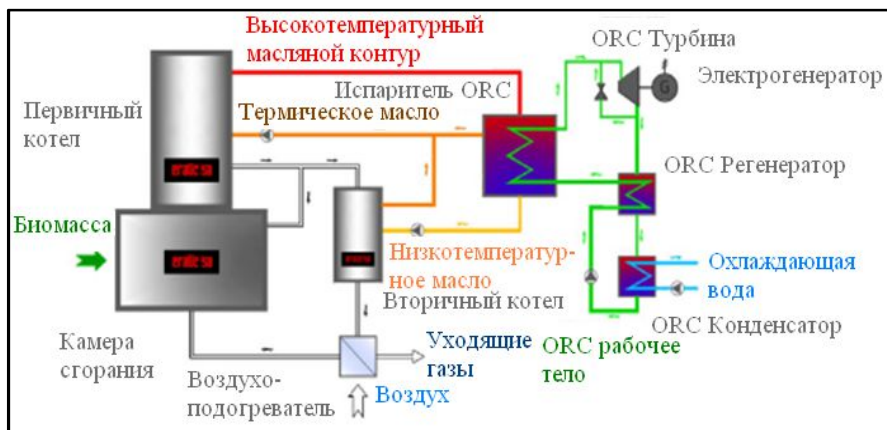 Высокотемпературный
масляной контур
ORC Турбина
Электрогенератор
Испаритель ORC
Первичный
котел
Термическое масло
ORC Регенератор
Биомасса
Низкотемператур-
ное масло
Охлаждающая
вода
Вторичный котел
ORC Конденсатор
Камера
сгорания
Уходящие
газы
ORC рабочее
тело
Воздухо-
подогреватель
Воздух
G